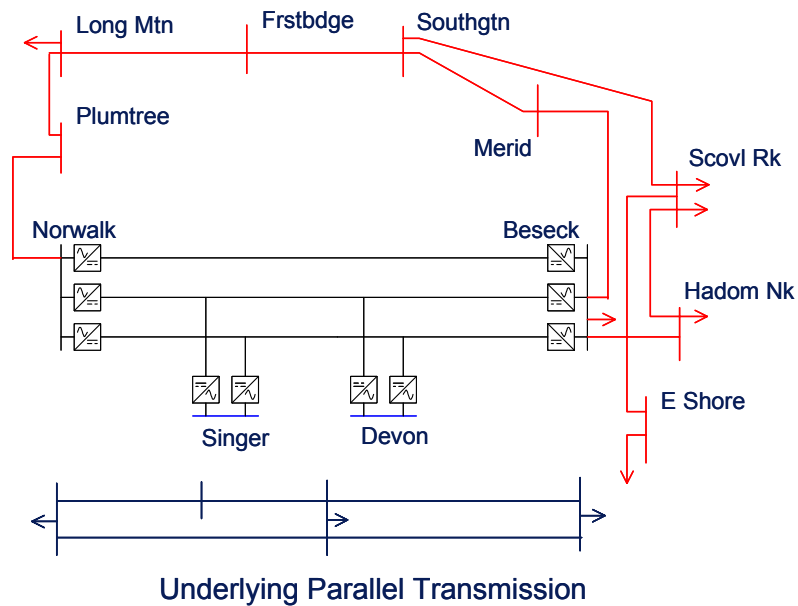 Long Mtn
Frstbdge
Southgtn
Plumtree
Merid
Scovl Rk
Norwalk
Beseck
Hadom Nk
E Shore
Singer
Devon
Underlying Parallel Transmission